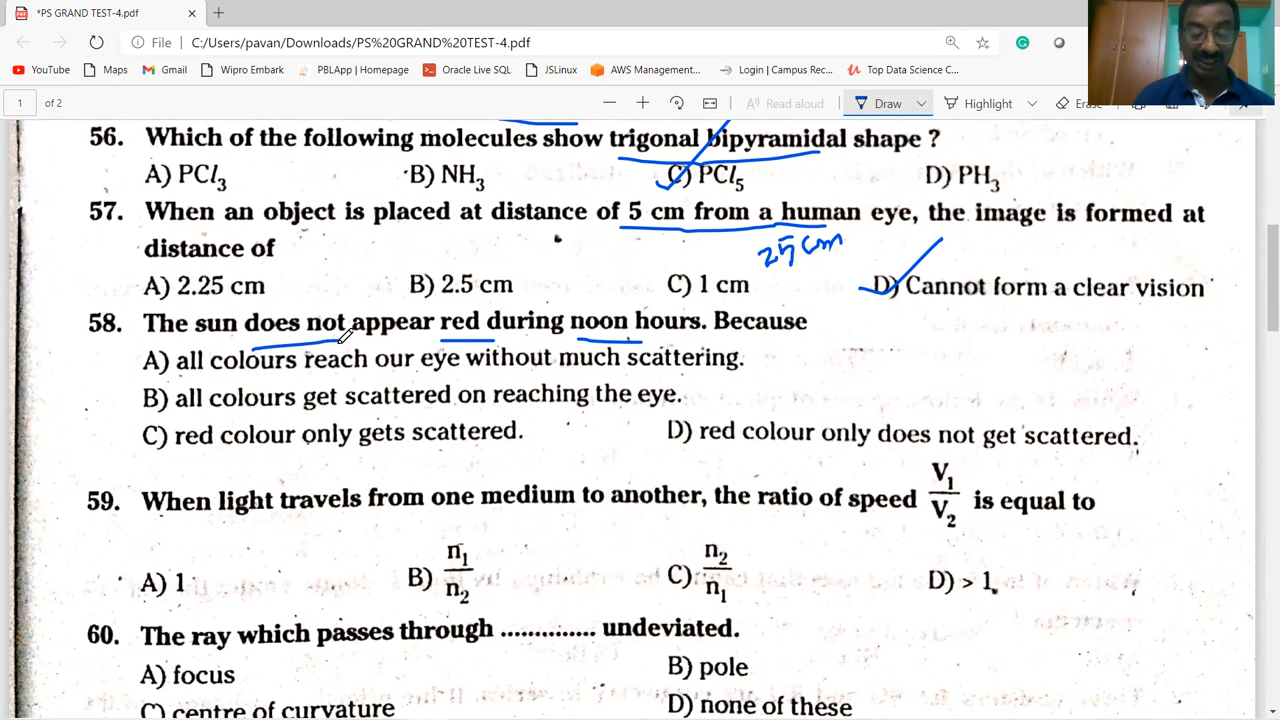 *PS GRAND TEST-4.pdf
File C:/Users/pavan/Downloads/PS%20GRAND%20TEST-4.pdf
YouTube Maps Gmail Wipro Embark PBLApp | Homepage Oracle Live SQL JSLinux AWS Management... Login | Campus Rec... Top Data Science C...
1 of 2 Read aloud Draw Highlight Erase
56. Which of the following molecules show trigonal bipyramidal shape ?
A) PCl3 B) NH3 C) PCl5 D) PH3
57. When an object is placed at distance of 5 cm from a human eye, the image is formed at
distance of
25 cm
A) 2.25 cm B) 2.5 cm C) 1 cm D) Cannot form a clear vision
58. The sun does not appear red during noon hours. Because
A) all colours reach our eye without much scattering.
B) all colours get scattered on reaching the eye.
C) red colour only gets scattered. D) red colour only does not get scattered.
59. When light travels from one medium to another, the ratio of speed V1/V2 is equal to
A) 1 B) n1/n2 C) n2/n1 D) > 1.
60. The ray which passes through .............. undeviated.
A) focus B) pole
C) centre of curvature D) none of these